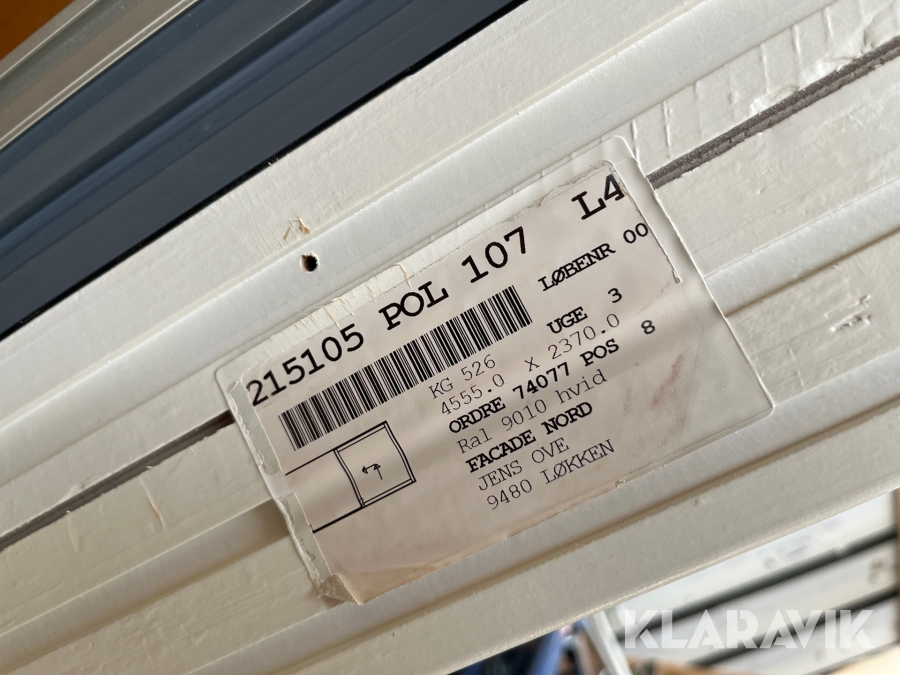 215105 POL 107 L4
LØBENR 00
KG 526 UGE 3
4555.0 X 2370.0
ORDRE 74077 POS 8
Ral 9010 hvid
FACADE NORD
JENS OVE
9480 LØKKEN
KLARAVIK